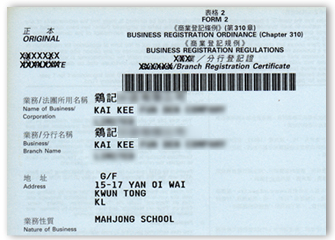 表格 2
FORM 2
正本
ORIGINAL
《商業登記條例》(第310章)
BUSINESS REGISTRATION ORDINANCE (Chapter 310)
《商業登記規例》
BUSINESS REGISTRATION REGULATIONS
分行登記證
Branch Registration Certificate
業務/法團所用名稱
Name of Business/
Corporation
鷄記
KAI KEE
業務/分行名稱
Business/
Branch Name
鷄記
KAI KEE
地址
Address
G/F
15-17 YAN OI WAI
KWUN TONG
KL
業務性質
Nature of Business
MAHJONG SCHOOL